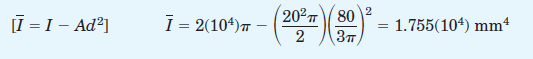 [Ī = I − Ad²] Ī = 2(10⁴)π − (20²π/2)(80/3π)² = 1.755(10⁴) mm⁴